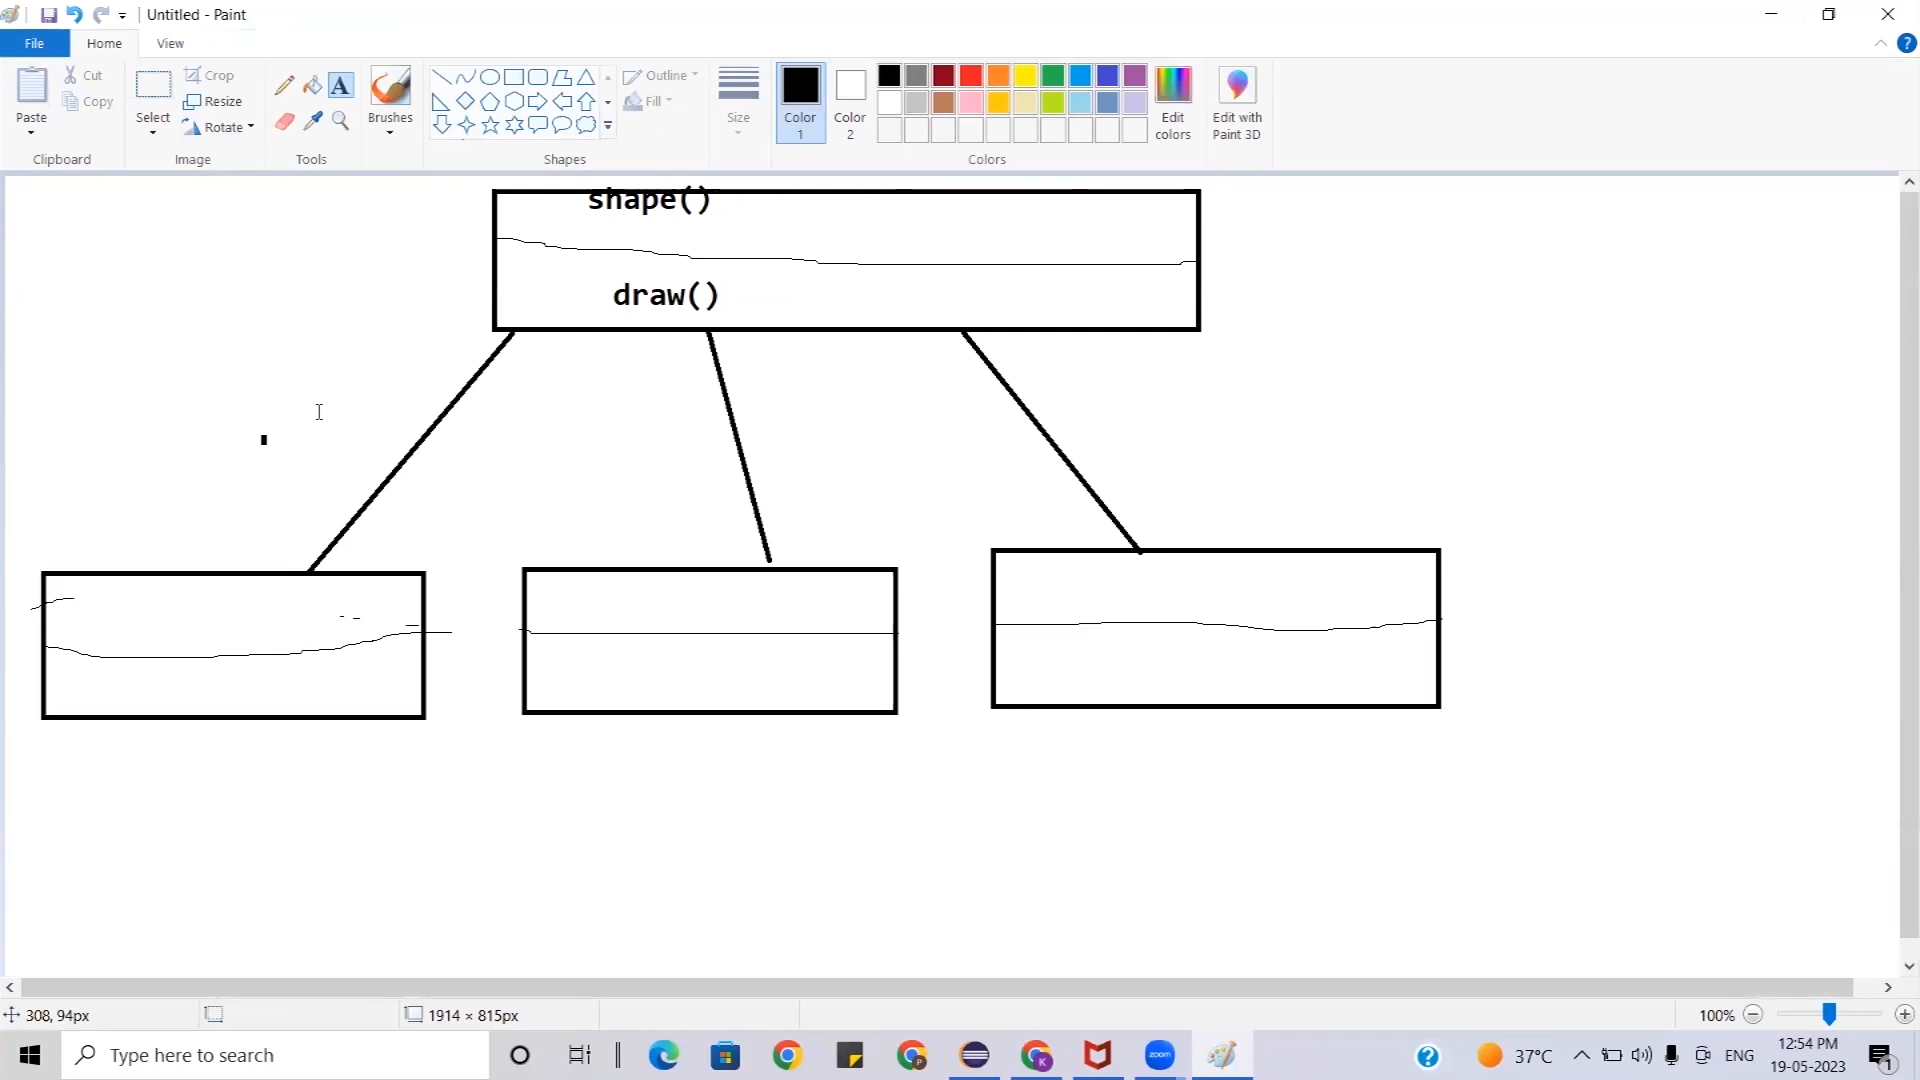 Untitled - Paint
File Home View
Paste
Cut
Copy
Clipboard
Select
Crop
Resize
Rotate
Image
A
Tools
Brushes
Shapes
Outline
Fill
Size
Color 1
Color 2
Colors
Edit colors
Edit with Paint 3D
?
shape()
draw()
308, 94px
1914 × 815px
100%
Type here to search
P
K
zoom
?
37°C
ENG
12:54 PM
19-05-2023
1